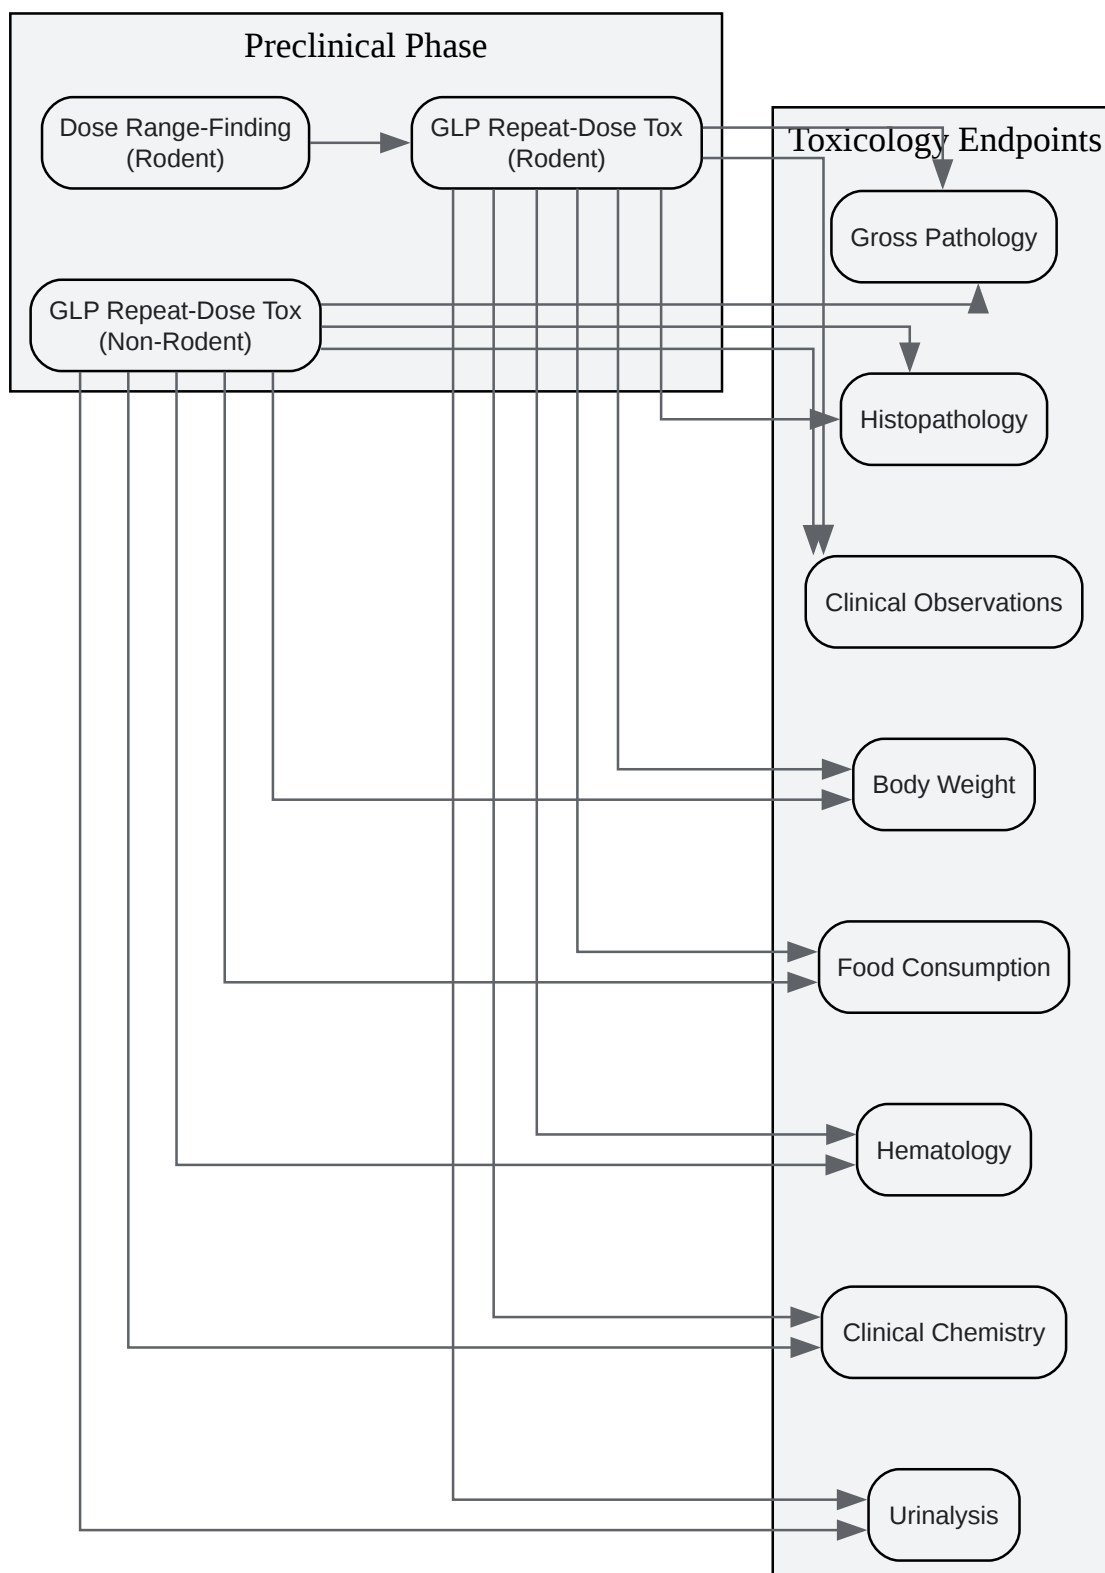 Preclinical Phase
Dose Range-Finding
(Rodent)
GLP Repeat-Dose Tox
(Rodent)
GLP Repeat-Dose Tox
(Non-Rodent)
Toxicology Endpoints
Gross Pathology
Histopathology
Clinical Observations
Body Weight
Food Consumption
Hematology
Clinical Chemistry
Urinalysis